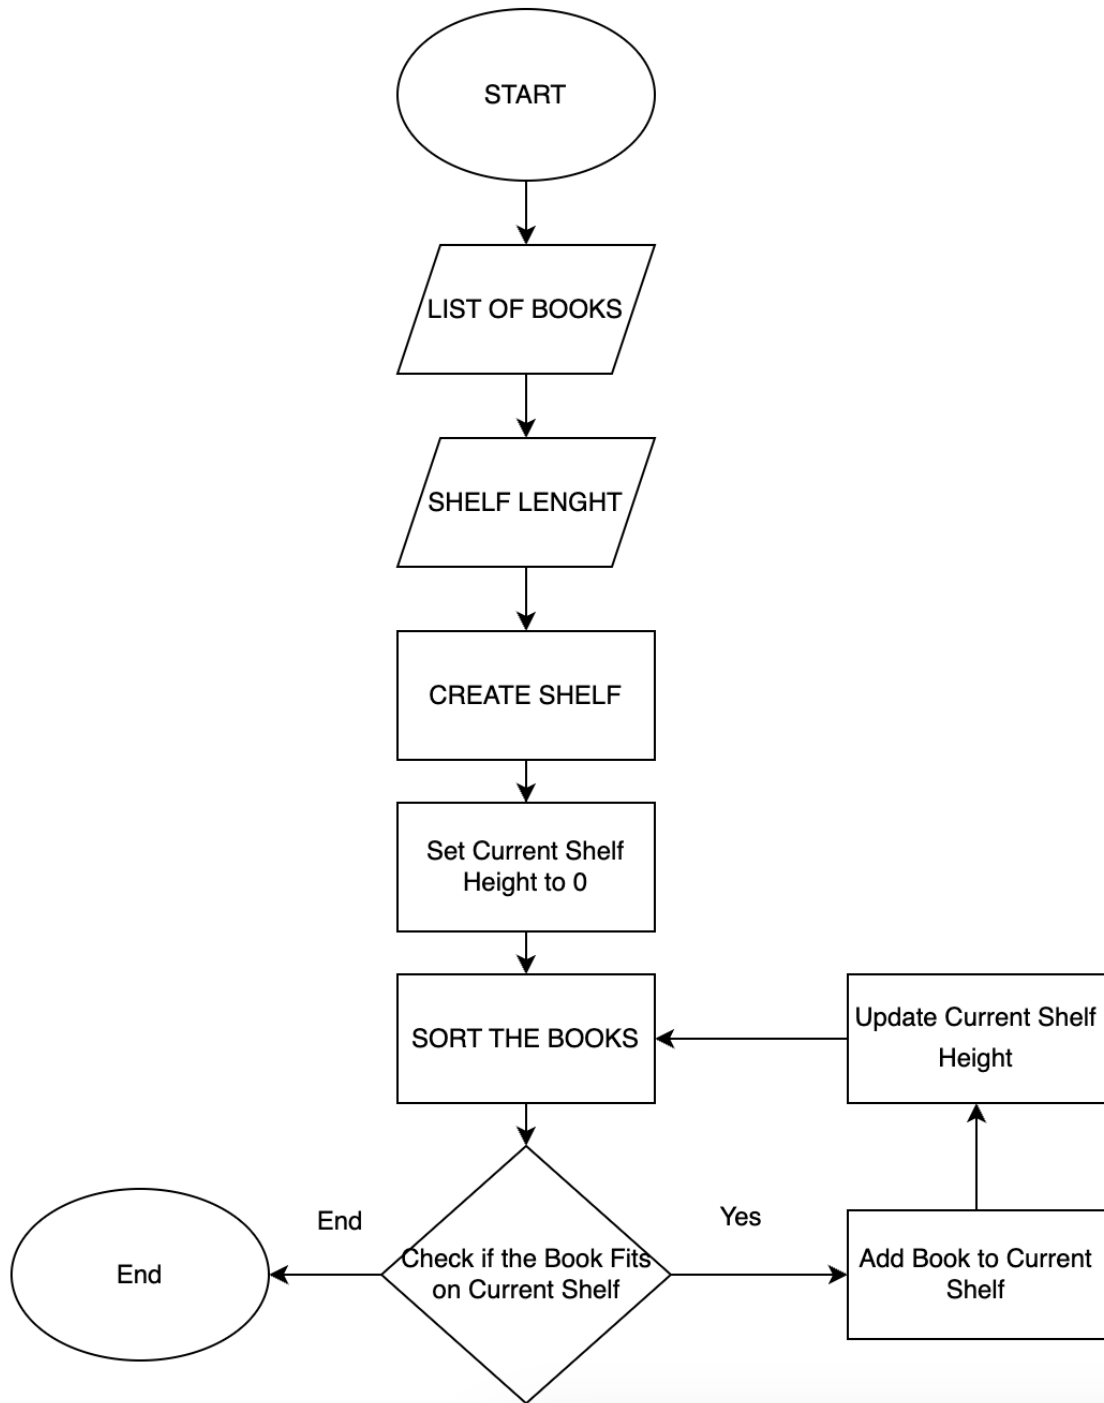 START
LIST OF BOOKS
SHELF LENGHT
CREATE SHELF
Set Current Shelf
Height to 0
SORT THE BOOKS
Update Current Shelf
Height
End
Yes
End
Check if the Book Fits
on Current Shelf
Add Book to Current
Shelf